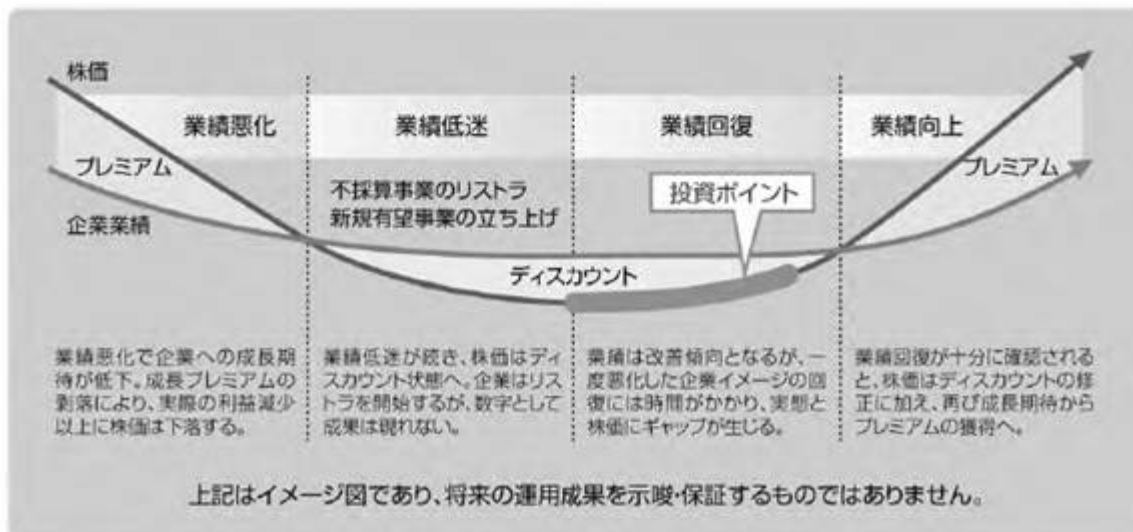 株価
業績悪化
業績低迷
業績回復
業績向上
プレミアム
企業業績
不採算事業のリストラ
新規有望事業の立ち上げ
投資ポイント
プレミアム
ディスカウント
業績悪化で企業への成長期
待が低下。成長プレミアムの
剥落により、実際の利益減少
以上に株価は下落する。
業績低迷が続き、株価はディ
スカウント状態へ。企業はリス
トラを開始するが、数字として
成果は現れない。
業績は改善傾向となるが、一
度悪化した企業イメージの回
復には時間がかかり、実態と
株価にギャップが生じる。
業績回復が十分に確認される
と、株価はディスカウントの修
正に加え、再び成長期待から
プレミアムの獲得へ。
上記はイメージ図であり、将来の運用成果を示唆・保証するものではありません。